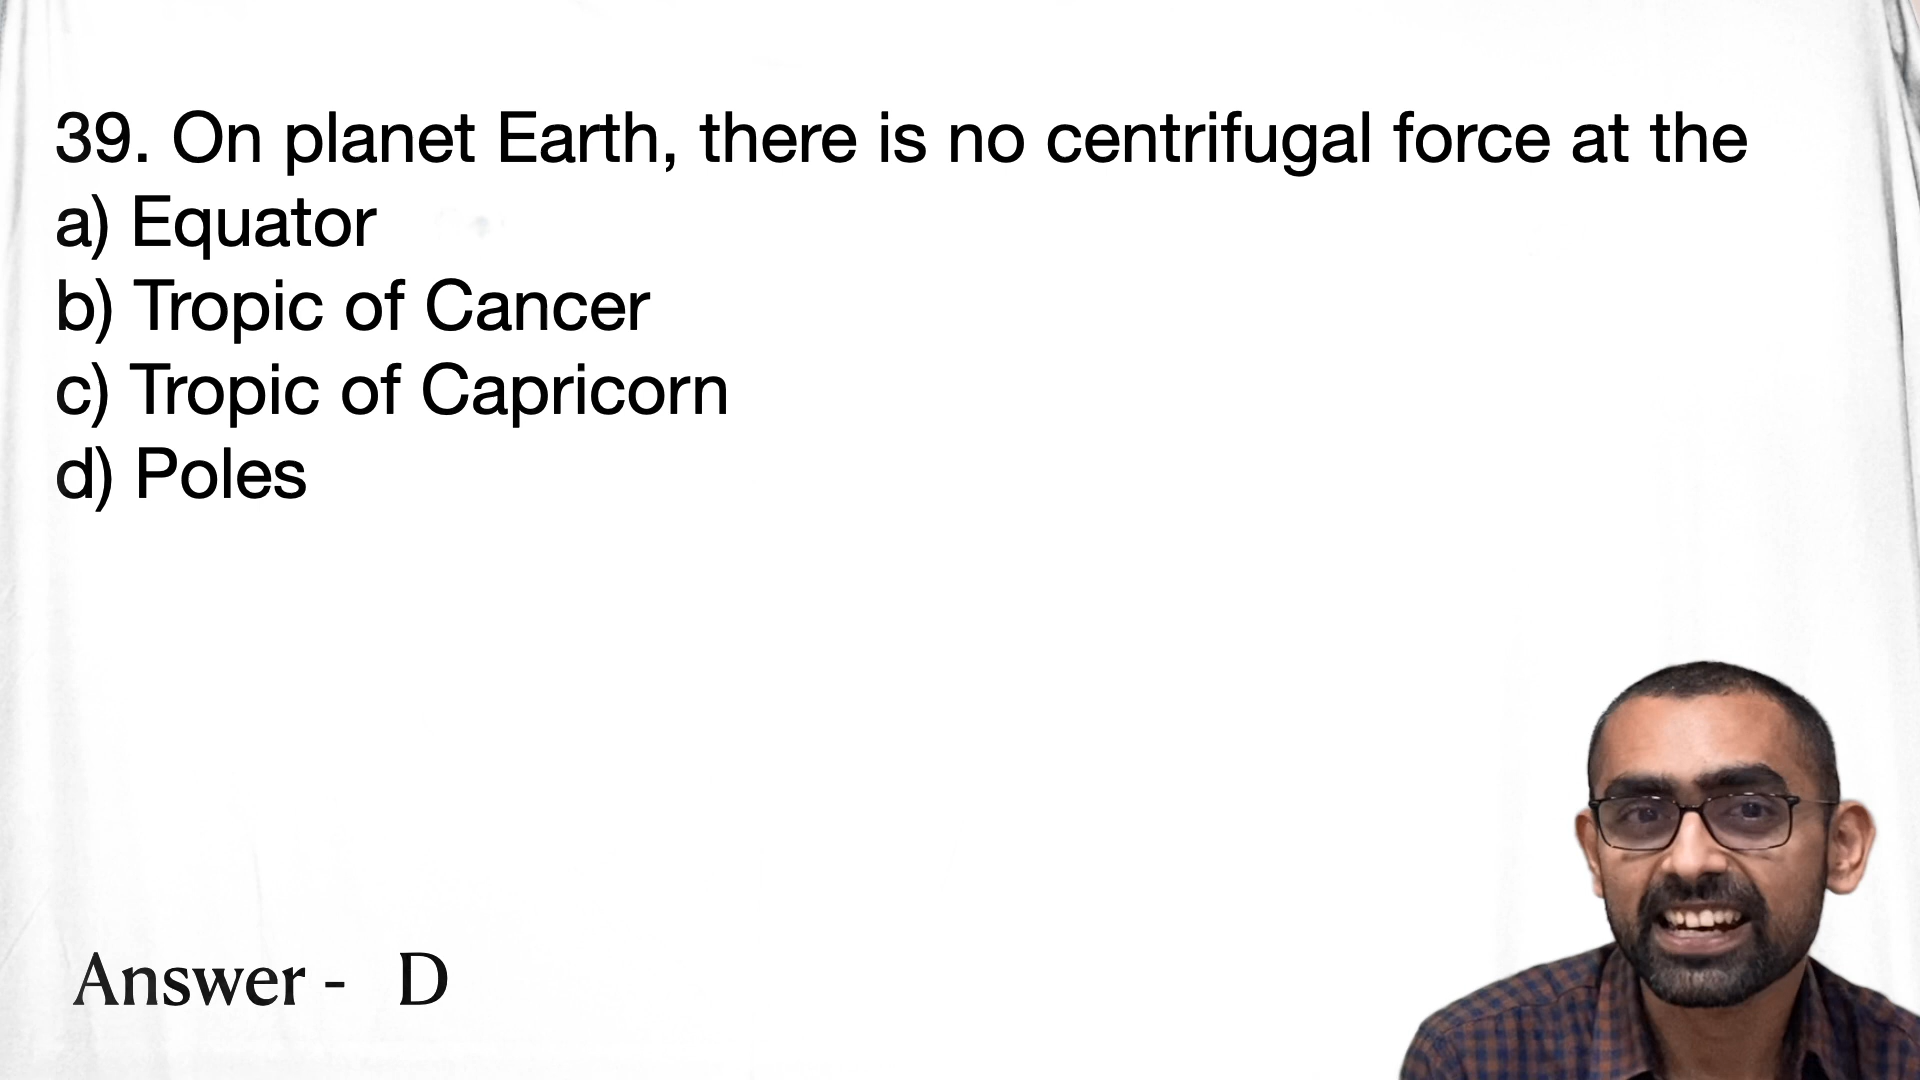 39. On planet Earth, there is no centrifugal force at the
a) Equator
b) Tropic of Cancer
c) Tropic of Capricorn
d) Poles
Answer - D